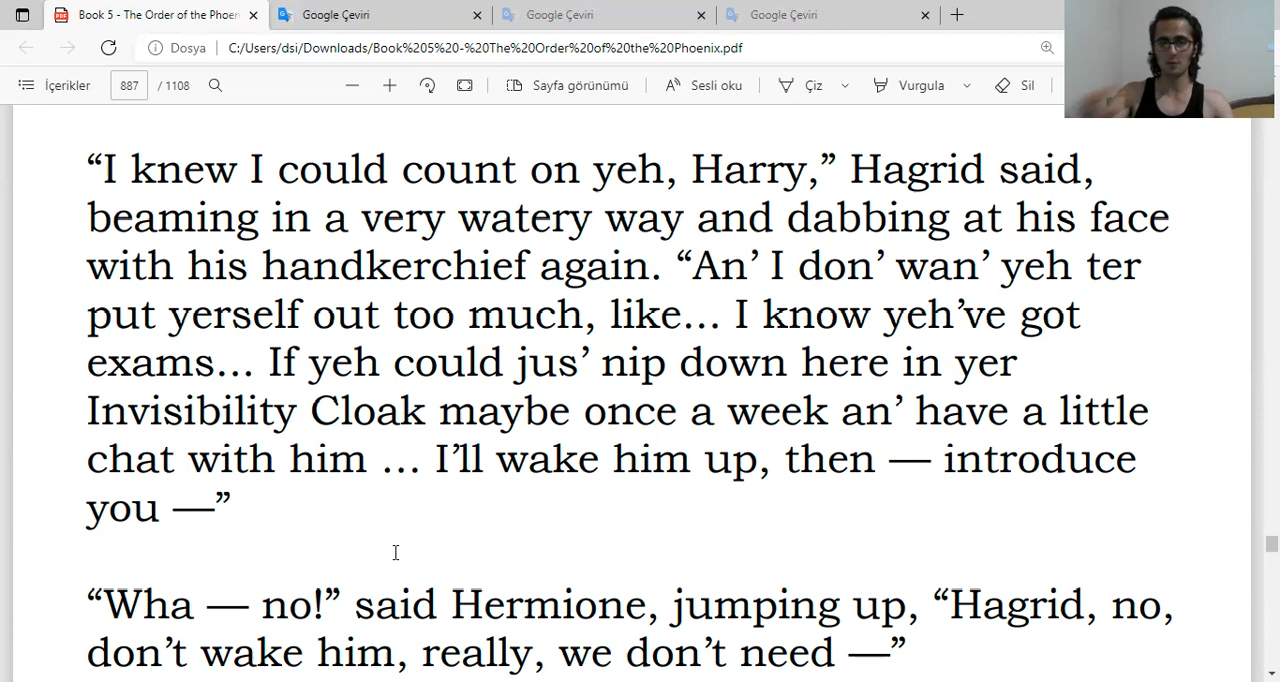 Book 5 - The Order of the Phoen
Google Çeviri
Google Çeviri
Google Çeviri
Dosya
C:/Users/dsi/Downloads/Book%205%20-%20The%20Order%20of%20the%20Phoenix.pdf
İçerikler
887
/ 1108
Sayfa görünümü
Sesli oku
Çiz
Vurgula
Sil
“I knew I could count on yeh, Harry,” Hagrid said,
beaming in a very watery way and dabbing at his face
with his handkerchief again. “An’ I don’ wan’ yeh ter
put yerself out too much, like… I know yeh’ve got
exams… If yeh could jus’ nip down here in yer
Invisibility Cloak maybe once a week an’ have a little
chat with him … I’ll wake him up, then — introduce
you —”
“Wha — no!” said Hermione, jumping up, “Hagrid, no,
don’t wake him, really, we don’t need —”